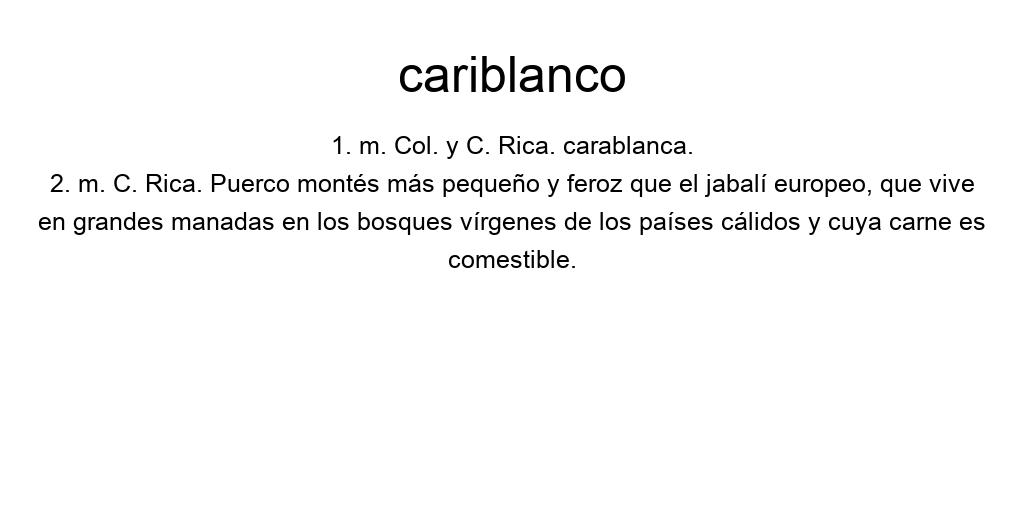 cariblanco
1. m. Col. y C. Rica. carablanca.
2. m. C. Rica. Puerco montés más pequeño y feroz que el jabalí europeo, que vive
en grandes manadas en los bosques vírgenes de los países cálidos y cuya carne es
comestible.